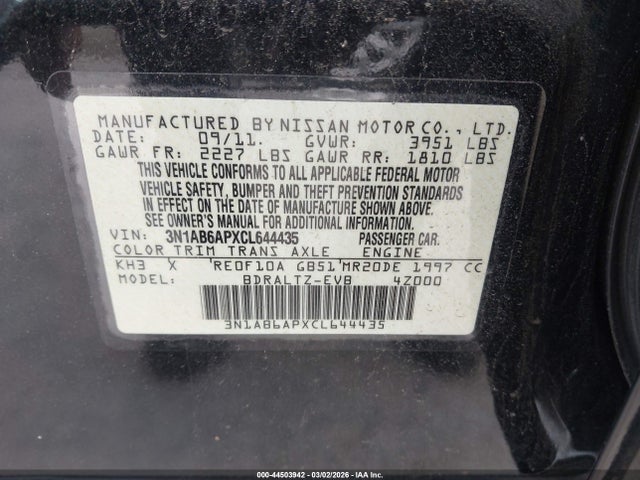 MANUFACTURED BY NISSAN MOTOR CO., LTD.
DATE: 09/11. GVWR: 3951 LBS
GAWR FR: 2227 LBS GAWR RR: 1810 LBS
THIS VEHICLE CONFORMS TO ALL APPLICABLE FEDERAL MOTOR
VEHICLE SAFETY, BUMPER AND THEFT PREVENTION STANDARDS
IN EFFECT ON THE DATE OF MANUFACTURE SHOWN ABOVE.
SEE OWNER'S MANUAL FOR ADDITIONAL INFORMATION.
VIN: 3N1AB6APXCL644435 PASSENGER CAR.
COLOR TRIM TRANS AXLE ENGINE
KH3 X RE0F10A GB51 MR20DE 1997 CC
MODEL: BDRALTZ-EVB 4Z000
3N1AB6APXCL644435
000-44503942 - 03/02/2026 - IAAI, Inc.